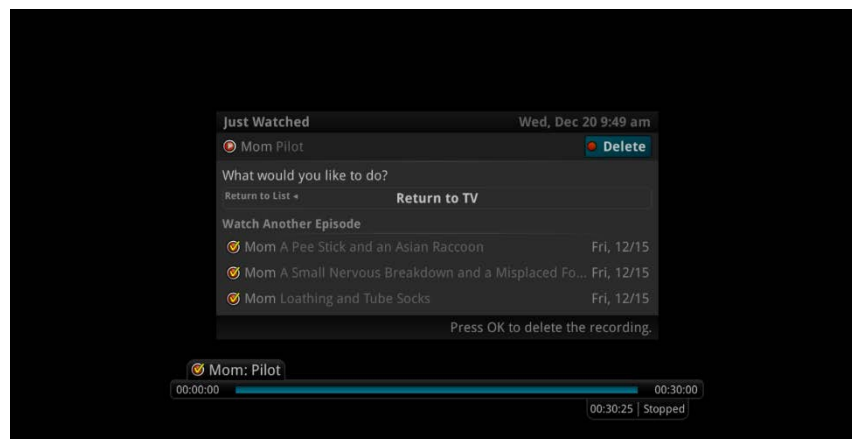 Just Watched Wed, Dec 20 9:49 am
Mom Pilot Delete
What would you like to do?
Return to List ◂ Return to TV
Watch Another Episode
Mom A Pee Stick and an Asian Raccoon Fri, 12/15
Mom A Small Nervous Breakdown and a Misplaced Fo... Fri, 12/15
Mom Loathing and Tube Socks Fri, 12/15
Press OK to delete the recording.
Mom: Pilot
00:00:00 00:30:00
00:30:25 | Stopped